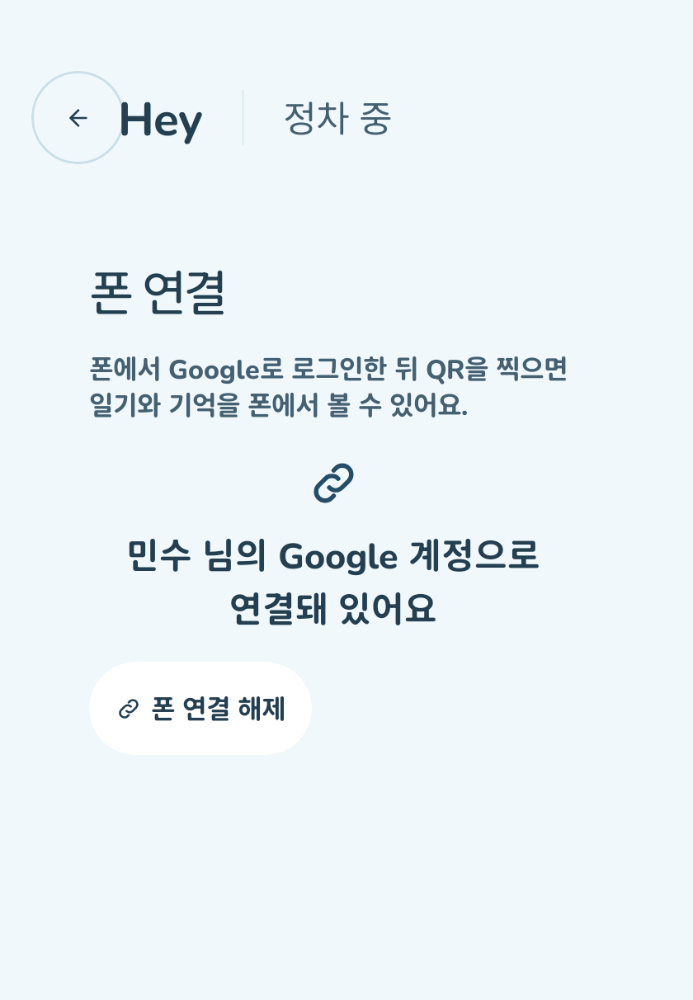 Hey 정차 중
폰 연결
폰에서 Google로 로그인한 뒤 QR을 찍으면
일기와 기억을 폰에서 볼 수 있어요.
민수 님의 Google 계정으로
연결돼 있어요
폰 연결 해제